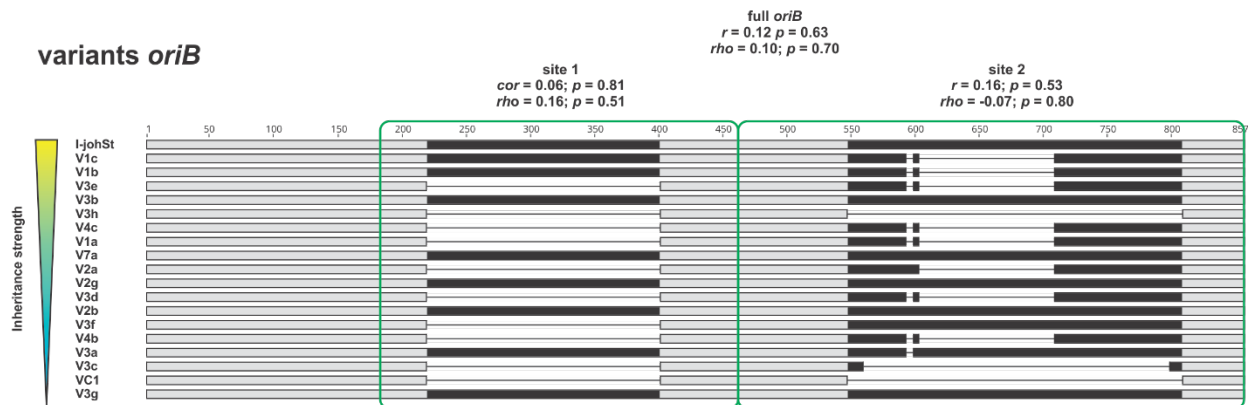 full oriB
r = 0.12 p = 0.63
rho = 0.10; p = 0.70
variants oriB
site 1
cor = 0.06; p = 0.81
rho = 0.16; p = 0.51
site 2
r = 0.16; p = 0.53
rho = -0.07; p = 0.80
1 50 100 150 200 250 300 350 400 450 500 550 600 650 700 750 800 857
Inheritance strength
I-johSt
V1c
V1b
V3e
V3b
V3h
V4c
V1a
V7a
V2a
V2g
V3d
V2b
V3f
V4b
V3a
V3c
VC1
V3g